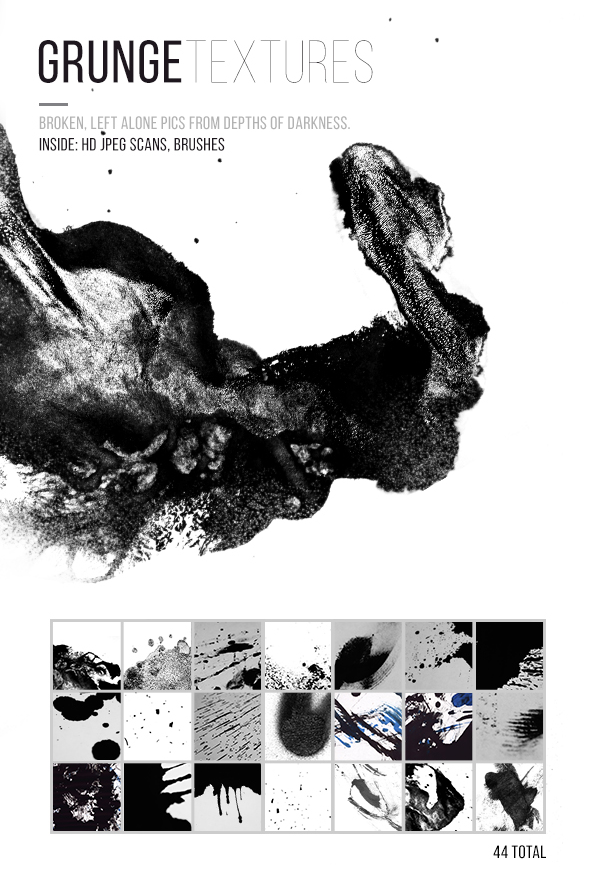 GRUNGETEXTURES
BROKEN, LEFT ALONE PICS FROM DEPTHS OF DARKNESS.
INSIDE: HD JPEG SCANS, BRUSHES
44 TOTAL